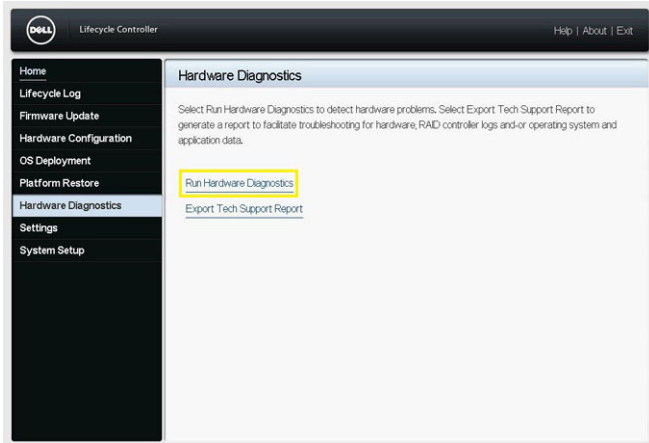 DELL Lifecycle Controller Help | About | Exit
Home
Lifecycle Log
Firmware Update
Hardware Configuration
OS Deployment
Platform Restore
Hardware Diagnostics
Settings
System Setup
Hardware Diagnostics
Select Run Hardware Diagnostics to detect hardware problems. Select Export Tech Support Report to
generate a report to facilitate troubleshooting for hardware, RAID controller logs and-or operating system and
application data.
Run Hardware Diagnostics
Export Tech Support Report